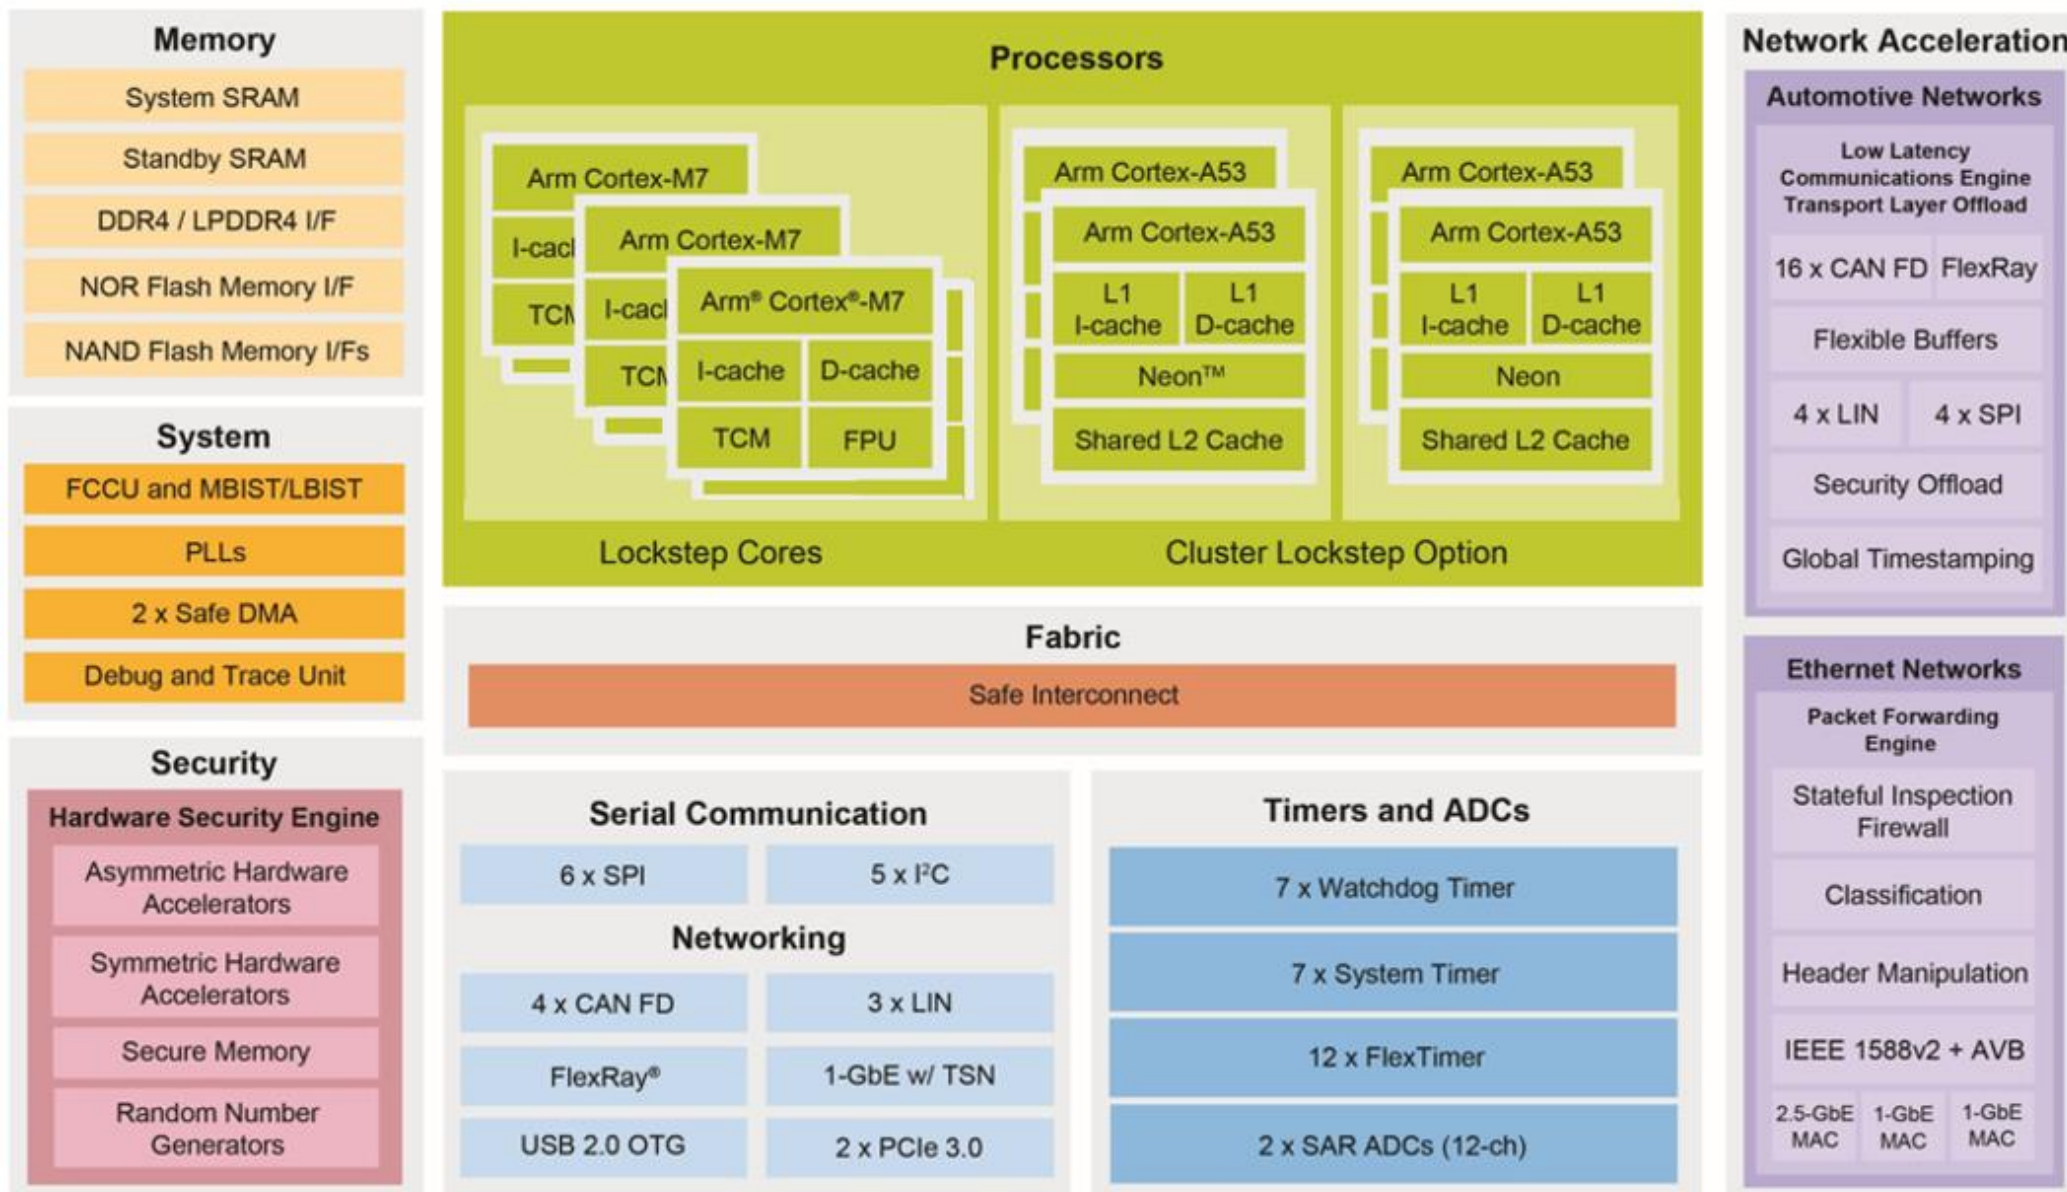 Memory
System SRAM
Standby SRAM
DDR4 / LPDDR4 I/F
NOR Flash Memory I/F
NAND Flash Memory I/Fs
System
FCCU and MBIST/LBIST
PLLs
2 x Safe DMA
Debug and Trace Unit
Security
Hardware Security Engine
Asymmetric Hardware
Accelerators
Symmetric Hardware
Accelerators
Secure Memory
Random Number
Generators
Processors
Arm Cortex-M7
I-cacl
TCM
Arm Cortex-M7
I-cacl
TCM
Arm® Cortex®-M7
I-cache D-cache
TCM FPU
Lockstep Cores
Arm Cortex-A53
Arm Cortex-A53
L1
I-cache
L1
D-cache
Neon™
Shared L2 Cache
Arm Cortex-A53
Arm Cortex-A53
L1
I-cache
L1
D-cache
Neon
Shared L2 Cache
Cluster Lockstep Option
Fabric
Safe Interconnect
Serial Communication
6 x SPI 5 x I²C
Networking
4 x CAN FD 3 x LIN
FlexRay® 1-GbE w/ TSN
USB 2.0 OTG 2 x PCIe 3.0
Timers and ADCs
7 x Watchdog Timer
7 x System Timer
12 x FlexTimer
2 x SAR ADCs (12-ch)
Network Acceleration
Automotive Networks
Low Latency
Communications Engine
Transport Layer Offload
16 x CAN FD FlexRay
Flexible Buffers
4 x LIN 4 x SPI
Security Offload
Global Timestamping
Ethernet Networks
Packet Forwarding
Engine
Stateful Inspection
Firewall
Classification
Header Manipulation
IEEE 1588v2 + AVB
2.5-GbE
MAC
1-GbE
MAC
1-GbE
MAC